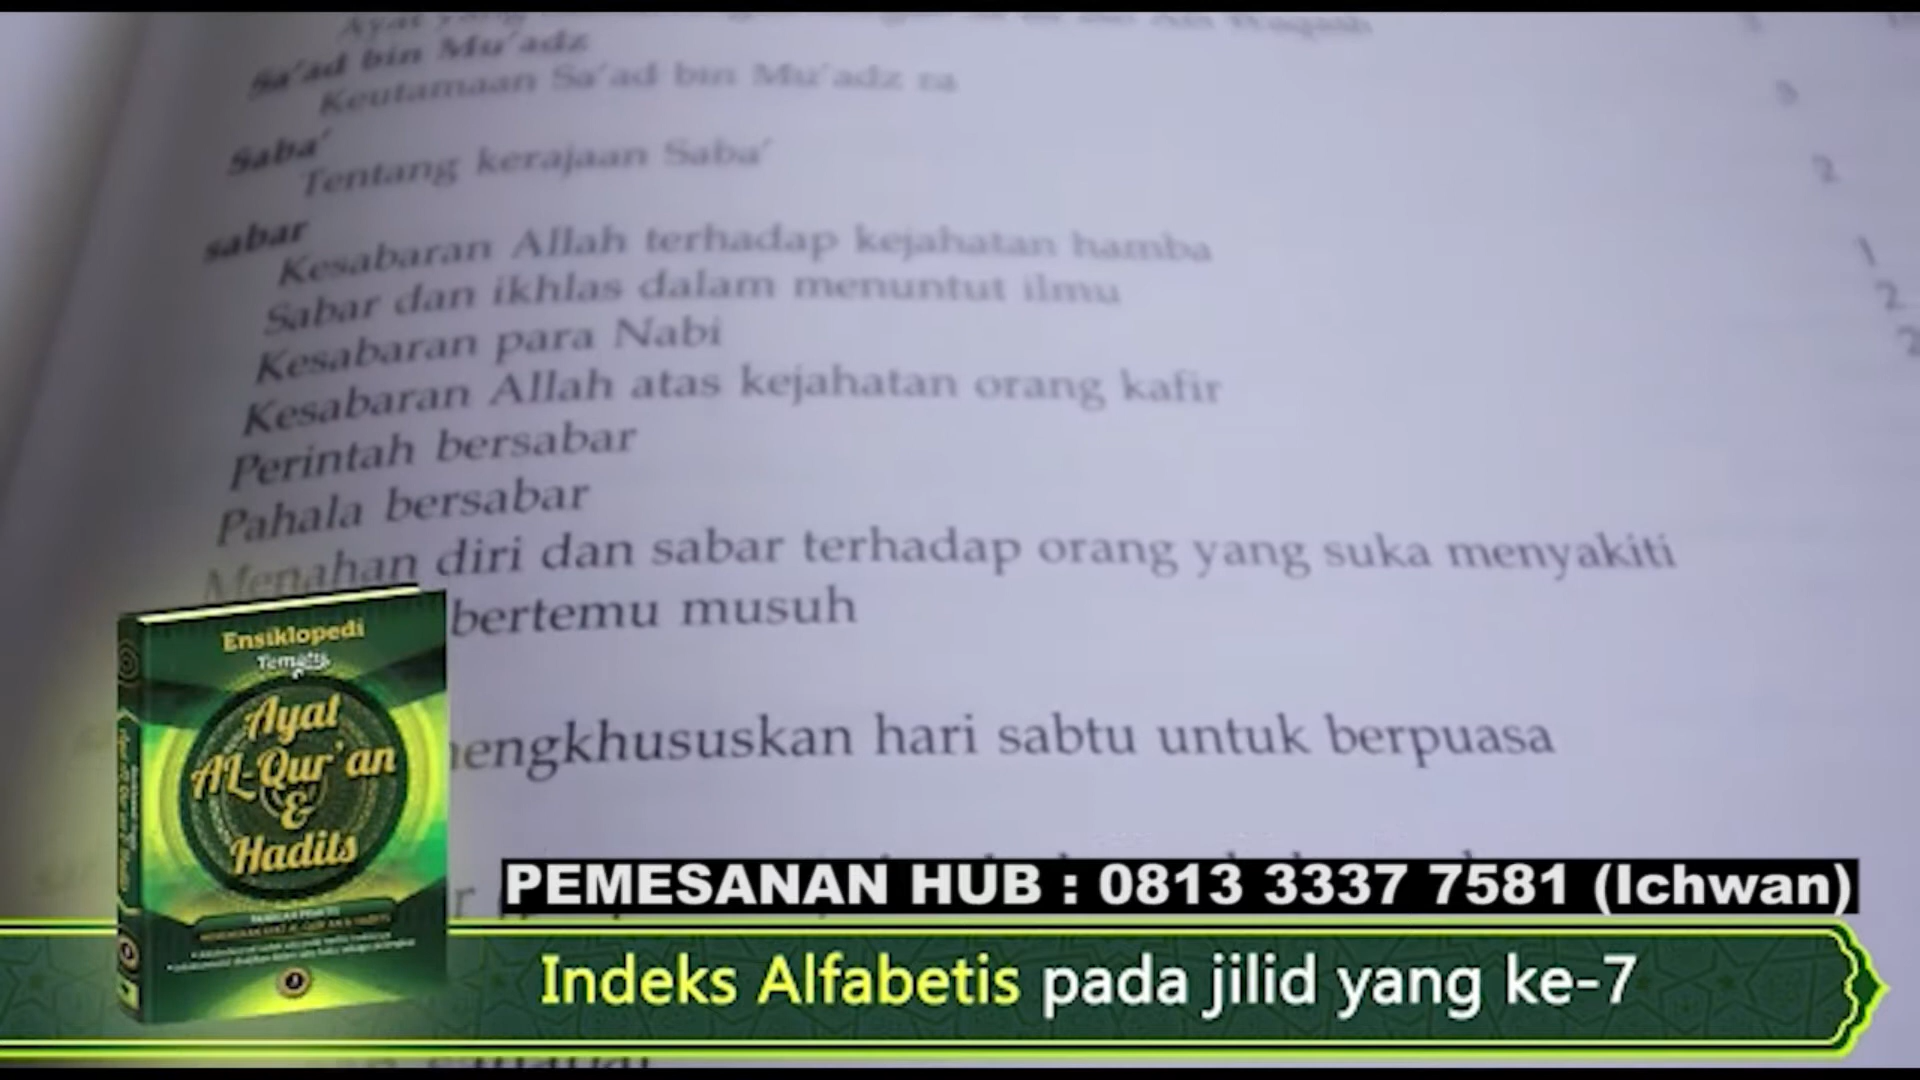 Sa'ad bin Mu'adz
Keutamaan Sa'ad bin Mu'adz ra
3
Saba'
Tentang kerajaan Saba'
2
sabar
Kesabaran Allah terhadap kejahatan hamba
1
Sabar dan ikhlas dalam menuntut ilmu
2
Kesabaran para Nabi
2
Kesabaran Allah atas kejahatan orang kafir
Perintah bersabar
Pahala bersabar
Menahan diri dan sabar terhadap orang yang suka menyakiti
bertemu musuh
engkhususkan hari sabtu untuk berpuasa
Ensiklopedi
Tematis
Ayat
AL-Qur'an
&
Hadits
PEMESANAN HUB : 0813 3337 7581 (Ichwan)
Indeks Alfabetis pada jilid yang ke-7